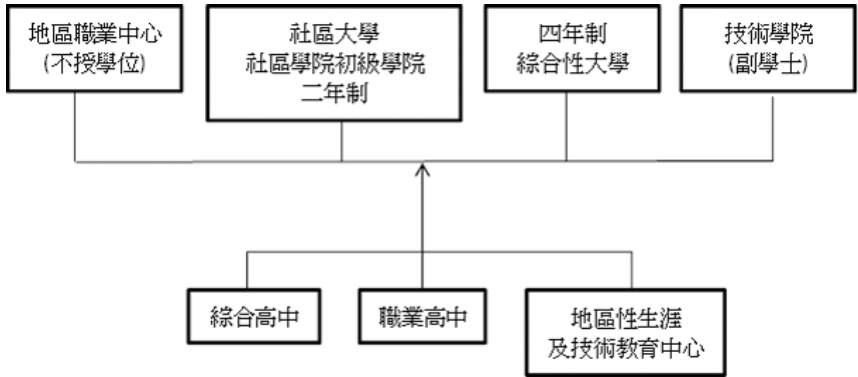 地區職業中心
(不授學位)
社區大學
社區學院初級學院
二年制
四年制
綜合性大學
技術學院
(副學士)
綜合高中
職業高中
地區性生涯
及技術教育中心